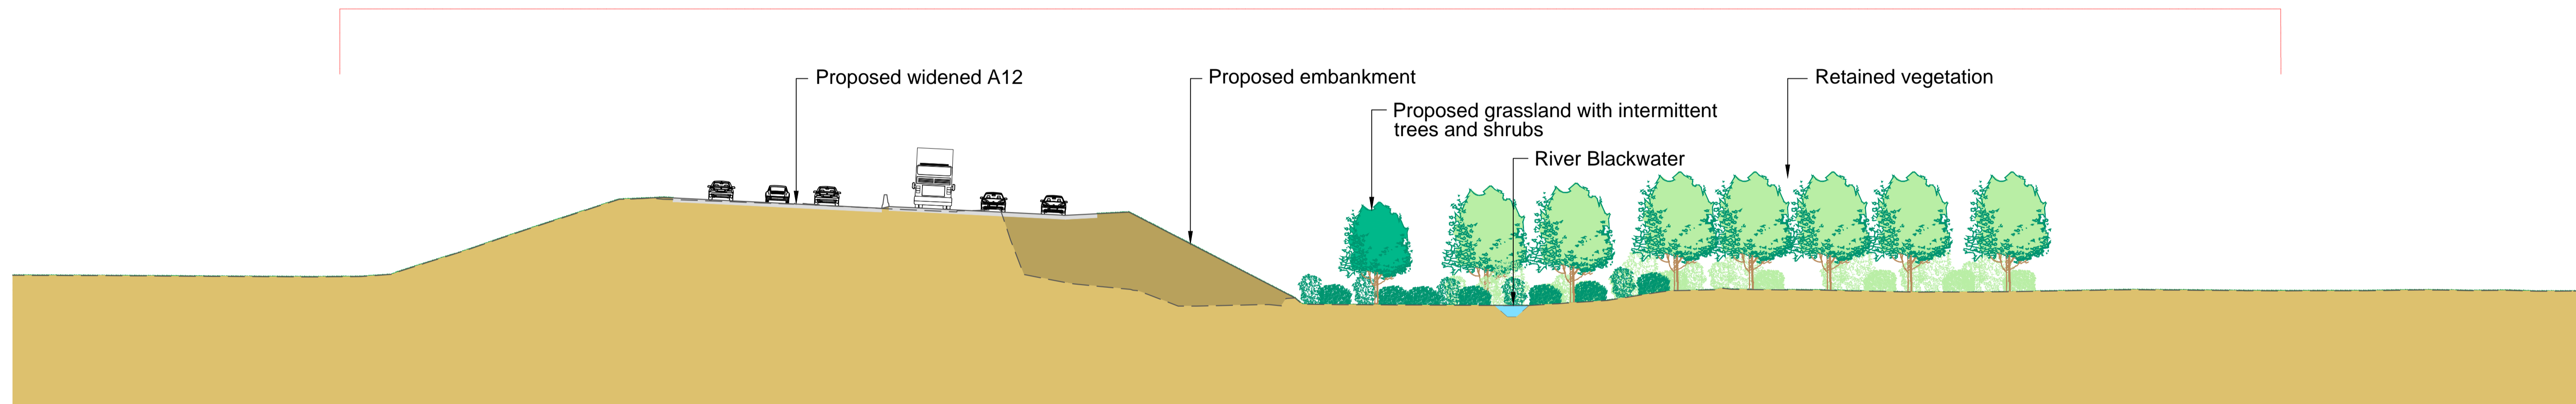 Proposed widened A12
Proposed embankment
Retained vegetation
Proposed grassland with intermittent
trees and shrubs
River Blackwater